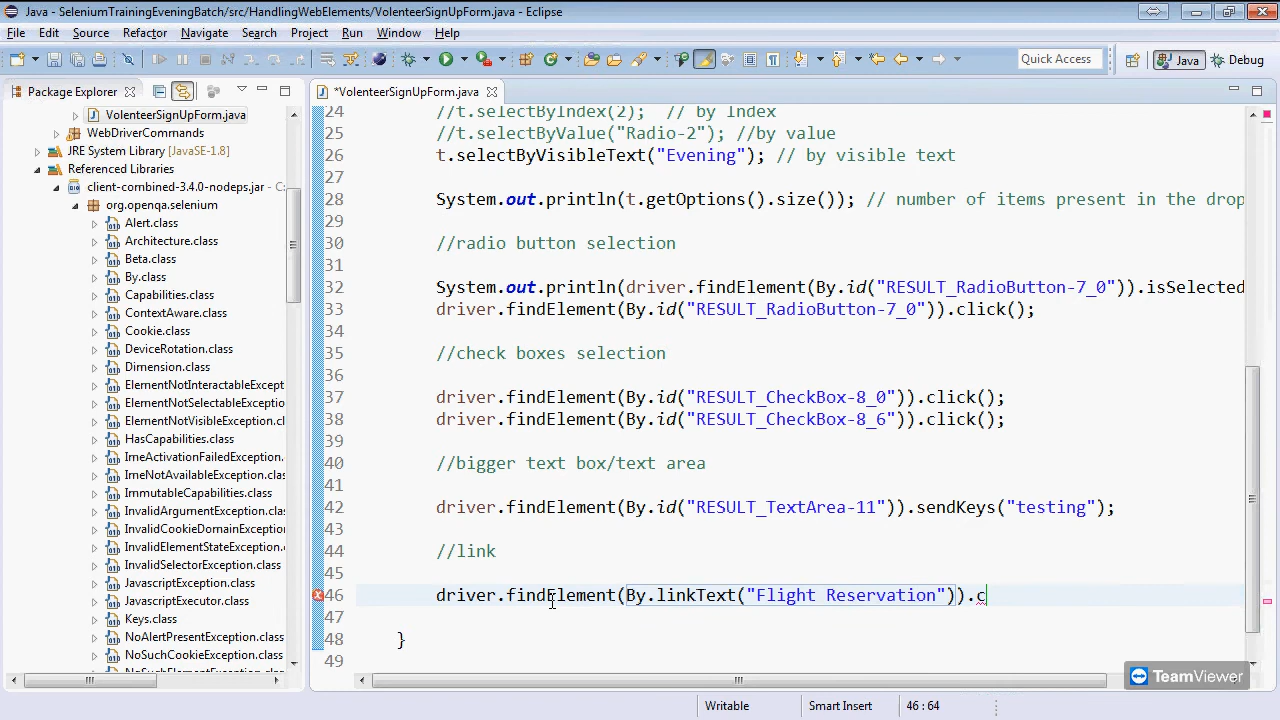 Java - SeleniumTrainingEveningBatch/src/HandlingWebElements/VolenteerSignUpForm.java - Eclipse
File Edit Source Refactor Navigate Search Project Run Window Help
Quick Access
Java
Debug
Package Explorer
*VolenteerSignUpForm.java
VolenteerSignUpForm.java
WebDriverCommands
JRE System Library [JavaSE-1.8]
Referenced Libraries
client-combined-3.4.0-nodeps.jar - C:
org.openqa.selenium
Alert.class
Architecture.class
Beta.class
By.class
Capabilities.class
ContextAware.class
Cookie.class
DeviceRotation.class
Dimension.class
ElementNotInteractableExcept
ElementNotSelectableExceptio
ElementNotVisibleException.cl
HasCapabilities.class
ImeActivationFailedException.
ImeNotAvailableException.class
ImmutableCapabilities.class
InvalidArgumentException.class
InvalidCookieDomainException
InvalidElementStateException.
InvalidSelectorException.class
JavascriptException.class
JavascriptExecutor.class
Keys.class
NoAlertPresentException.class
NoSuchCookieException.class
NoSuchElementException.class
24 //t.selectByIndex(2); // by Index
25 //t.selectByValue("Radio-2"); //by value
26 t.selectByVisibleText("Evening"); // by visible text
27
28 System.out.println(t.getOptions().size()); // number of items present in the drop
29
30 //radio button selection
31
32 System.out.println(driver.findElement(By.id("RESULT_RadioButton-7_0")).isSelected
33 driver.findElement(By.id("RESULT_RadioButton-7_0")).click();
34
35 //check boxes selection
36
37 driver.findElement(By.id("RESULT_CheckBox-8_0")).click();
38 driver.findElement(By.id("RESULT_CheckBox-8_6")).click();
39
40 //bigger text box/text area
41
42 driver.findElement(By.id("RESULT_TextArea-11")).sendKeys("testing");
43
44 //link
45
46 driver.findElement(By.linkText("Flight Reservation")).c
47
48 }
49
TeamViewer
Writable
Smart Insert
46 : 64